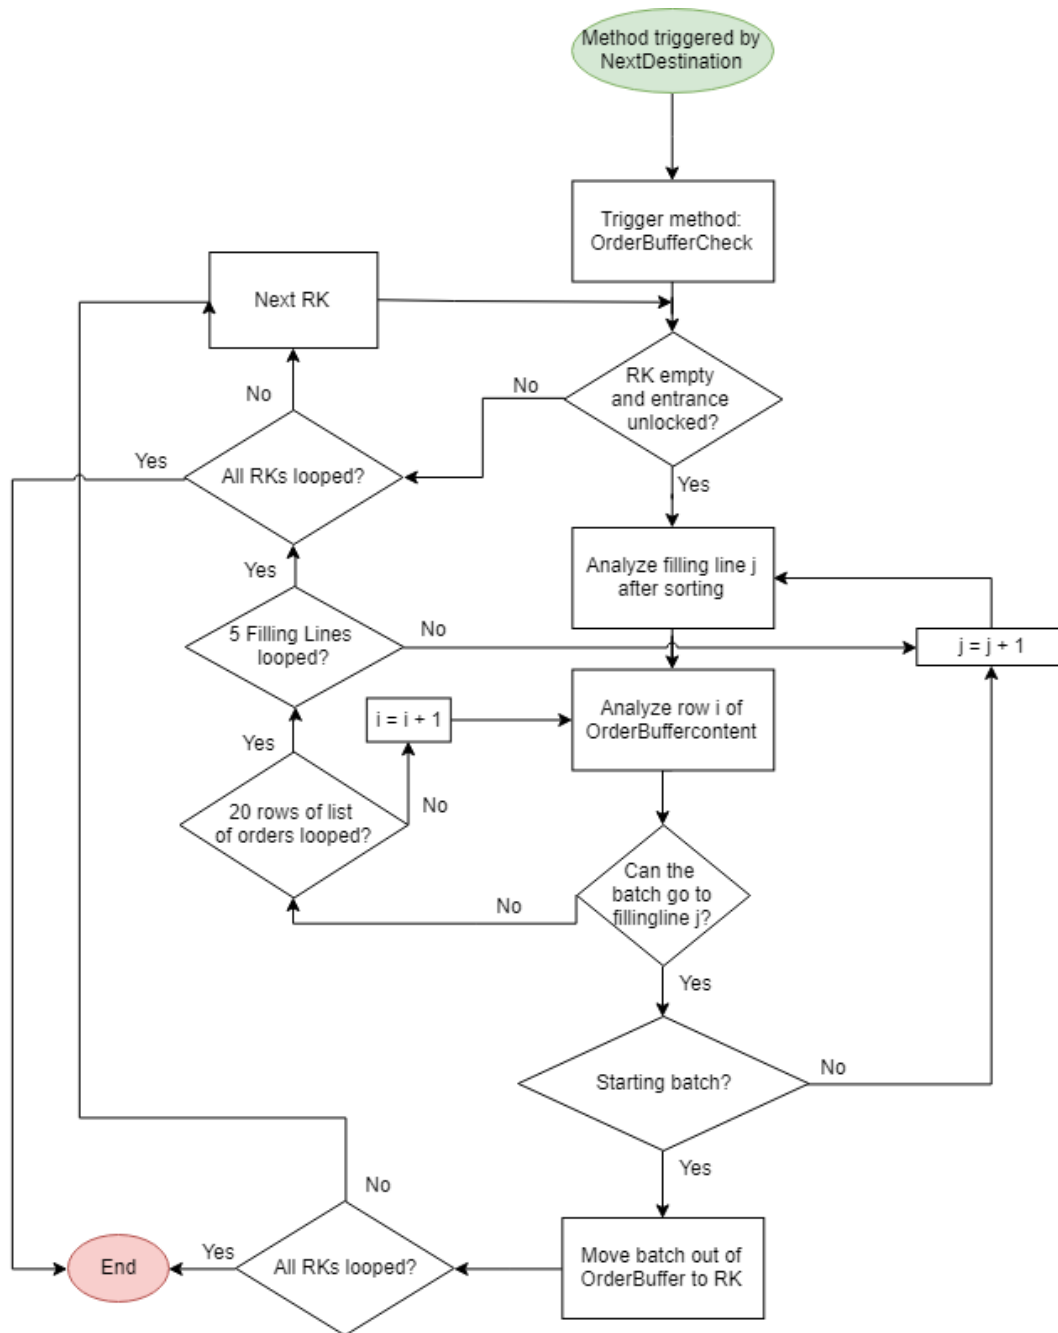 Method triggered by
NextDestination
Trigger method:
OrderBufferCheck
Next RK
RK empty
and entrance
unlocked?
No
No
Yes
All RKs looped?
Yes
Analyze filling line j
after sorting
Yes
5 Filling Lines
looped?
No
j = j + 1
Analyze row i of
OrderBuffercontent
i = i + 1
Yes
No
20 rows of list
of orders looped?
Can the
batch go to
fillingline j?
No
Yes
Starting batch?
No
Yes
No
Move batch out of
OrderBuffer to RK
All RKs looped?
Yes
End